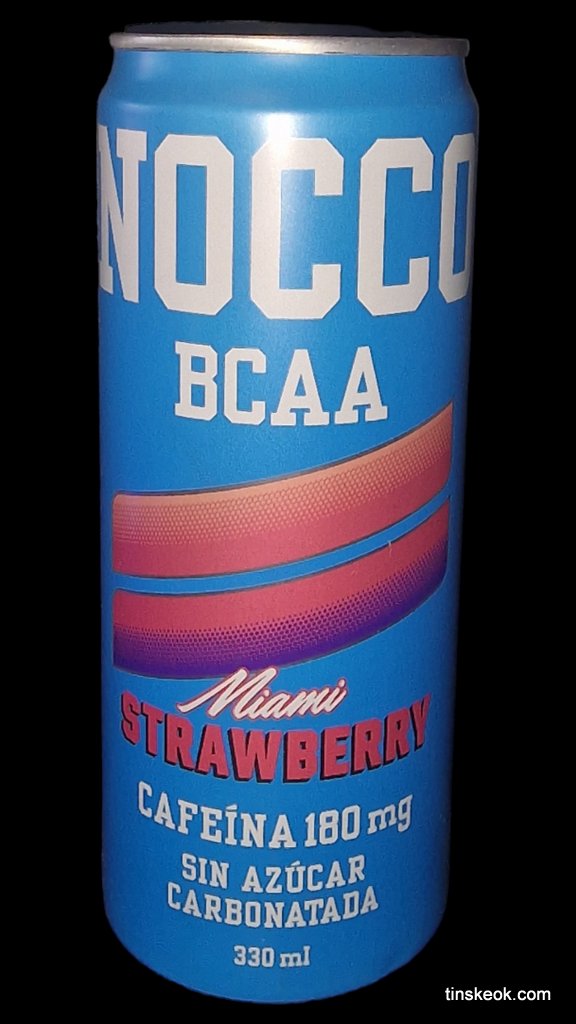 NOCCO
BCAA
Miami
STRAWBERRY
CAFEÍNA 180 mg
SIN AZÚCAR
CARBONATADA
330 ml
tinskeok.com